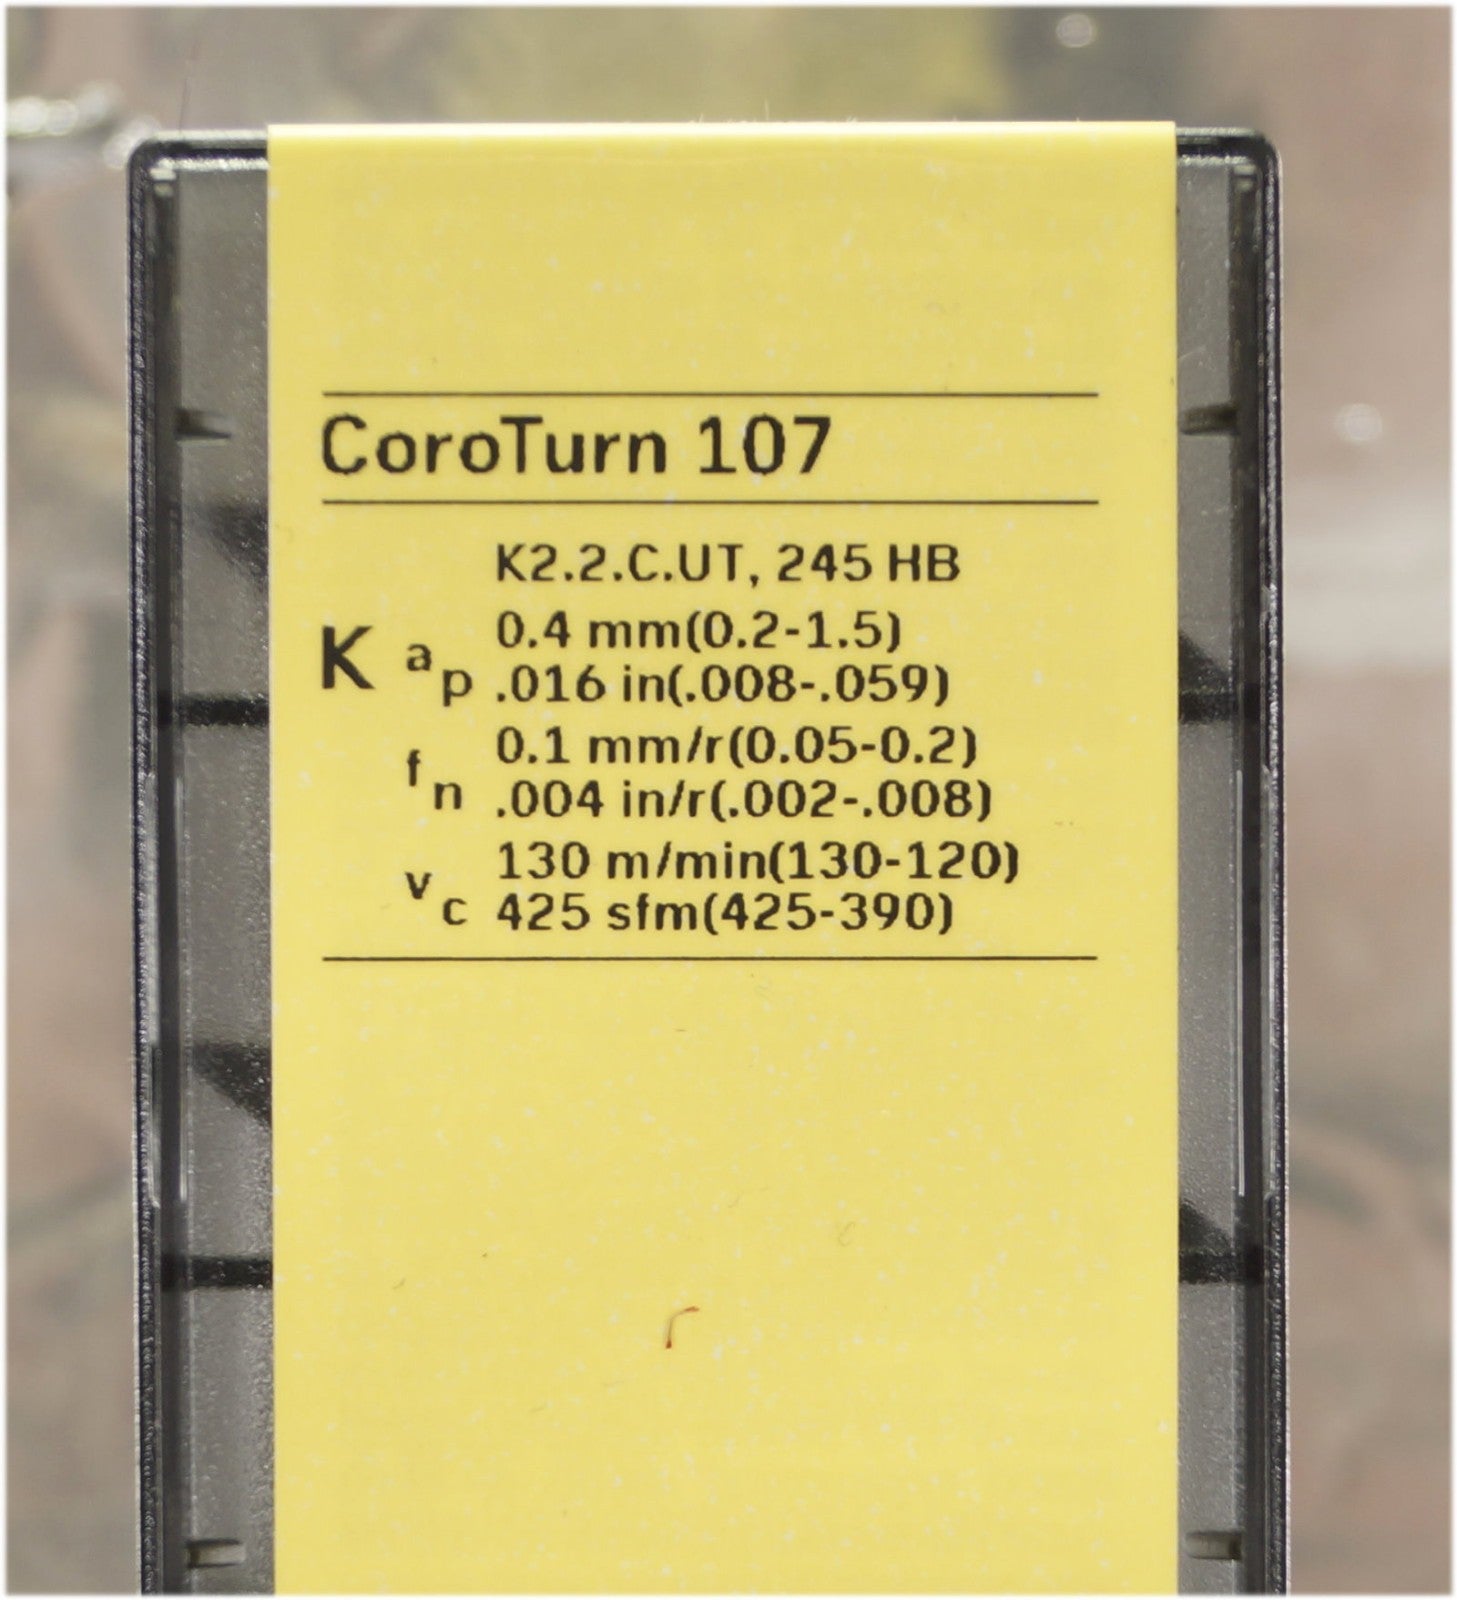 CoroTurn 107
K2.2.C.UT, 245 HB
K ap 0.4 mm(0.2-1.5)
.016 in(.008-.059)
fn 0.1 mm/r(0.05-0.2)
.004 in/r(.002-.008)
vc 130 m/min(130-120)
425 sfm(425-390)